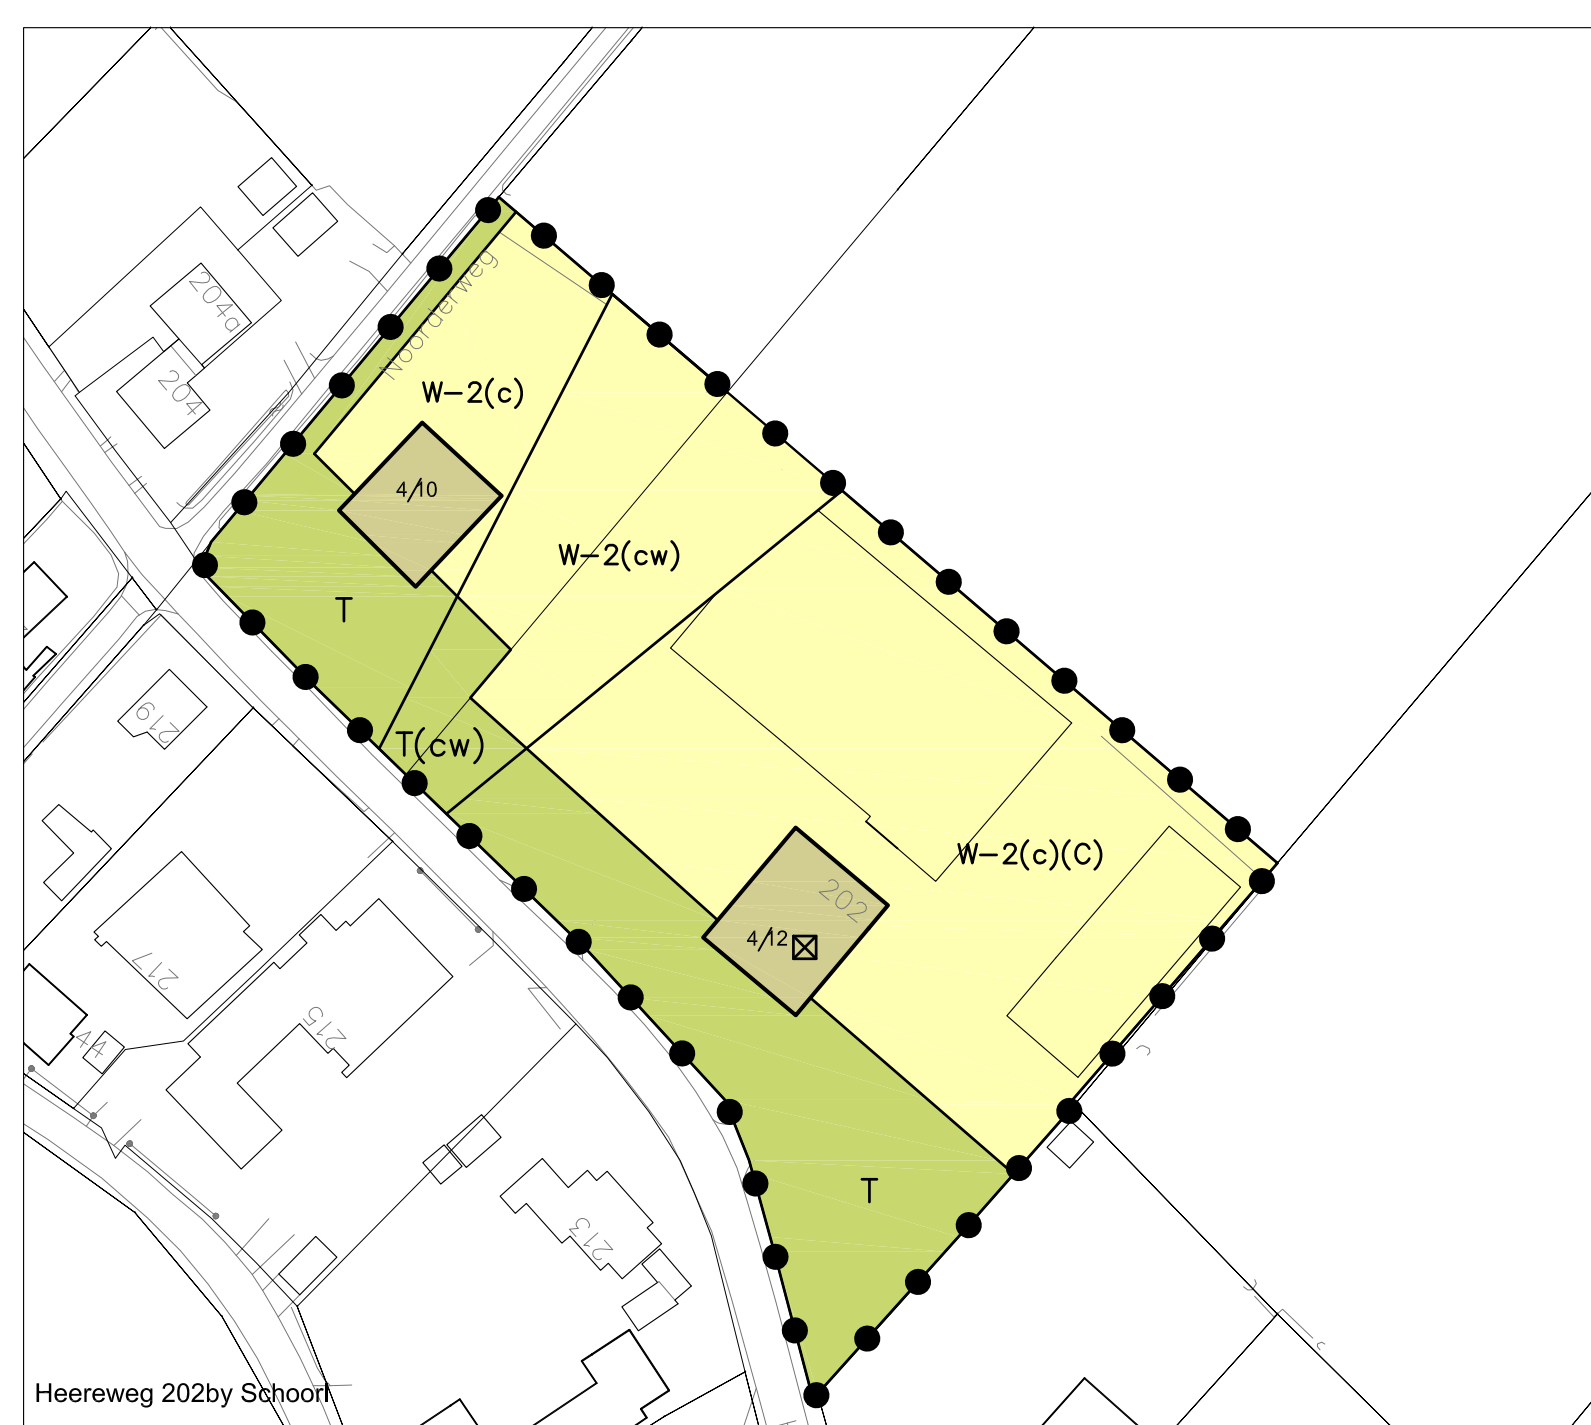 204a
Noorderweg
204
W-2(c)
4/10
W-2(cw)
T
219
T(cw)
W-2(c)(C)
202
4/12
217
215
44
T
213
Heereweg 202by Schoorl